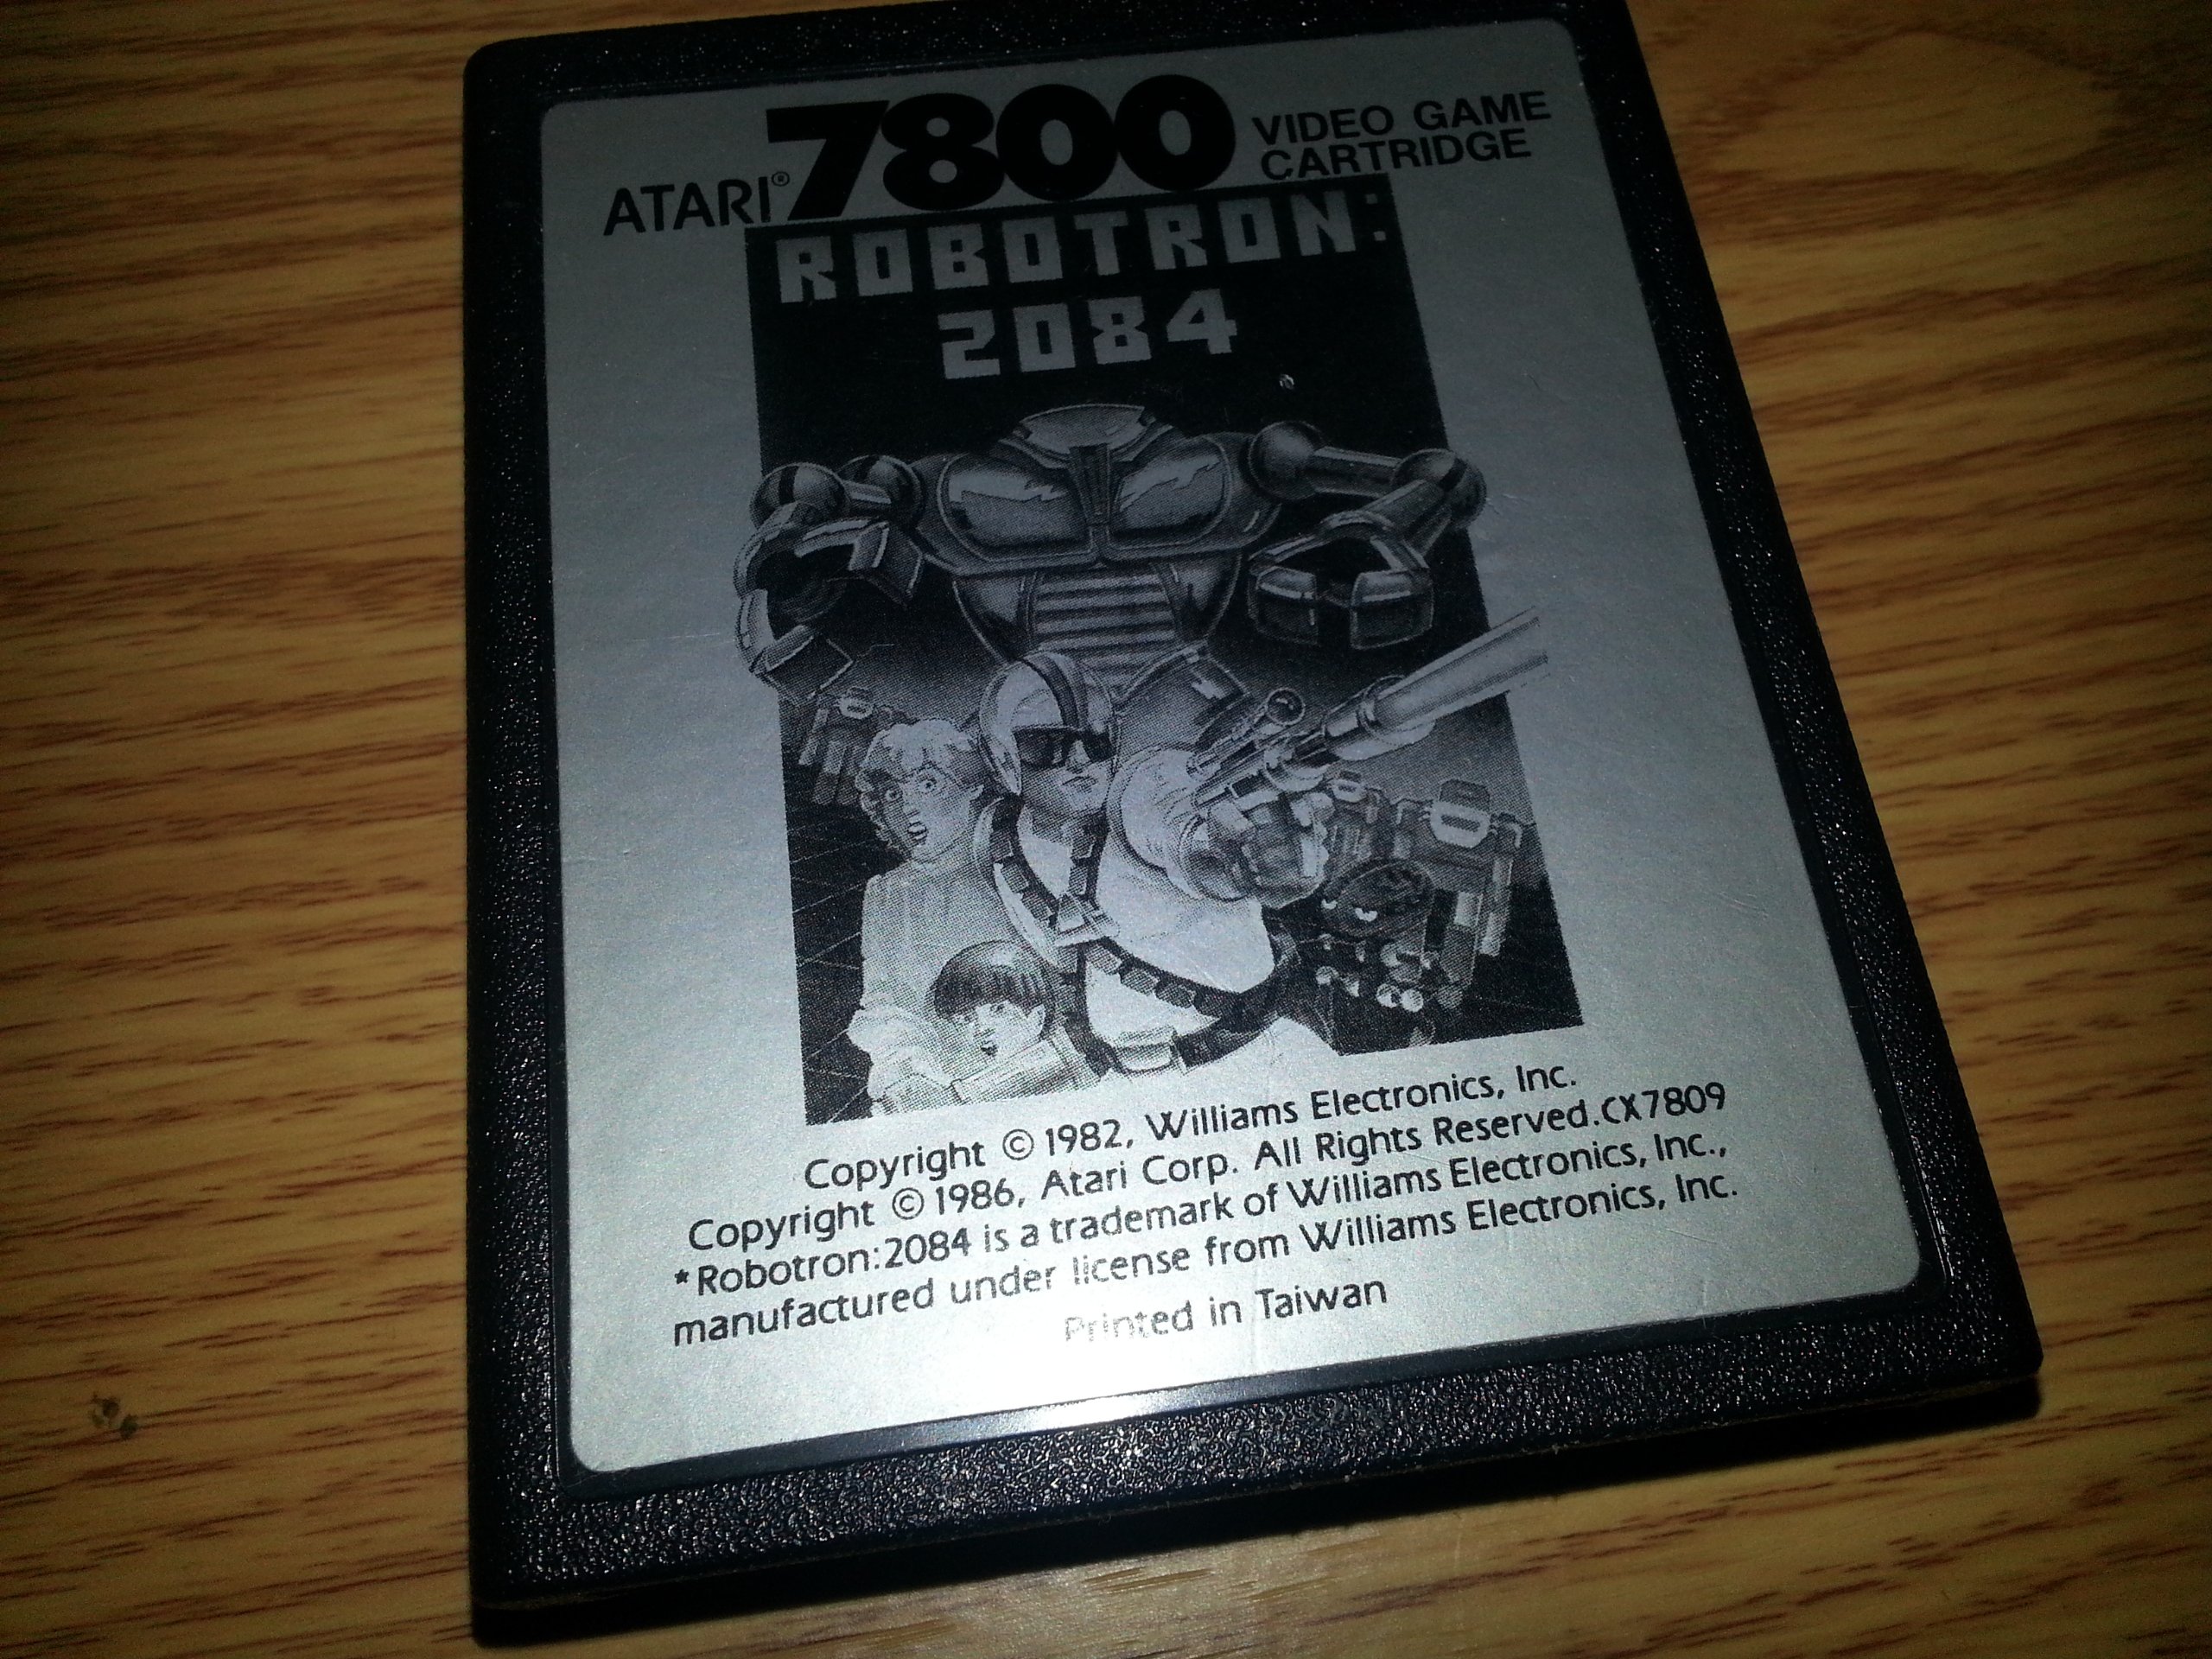 ATARI® 7800 VIDEO GAME
CARTRIDGE
ROBOTRON:
2084
Copyright © 1982, Williams Electronics, Inc.
Copyright © 1986, Atari Corp. All Rights Reserved.CX7809
*Robotron:2084 is a trademark of Williams Electronics, Inc.,
manufactured under license from Williams Electronics, Inc.
Printed in Taiwan